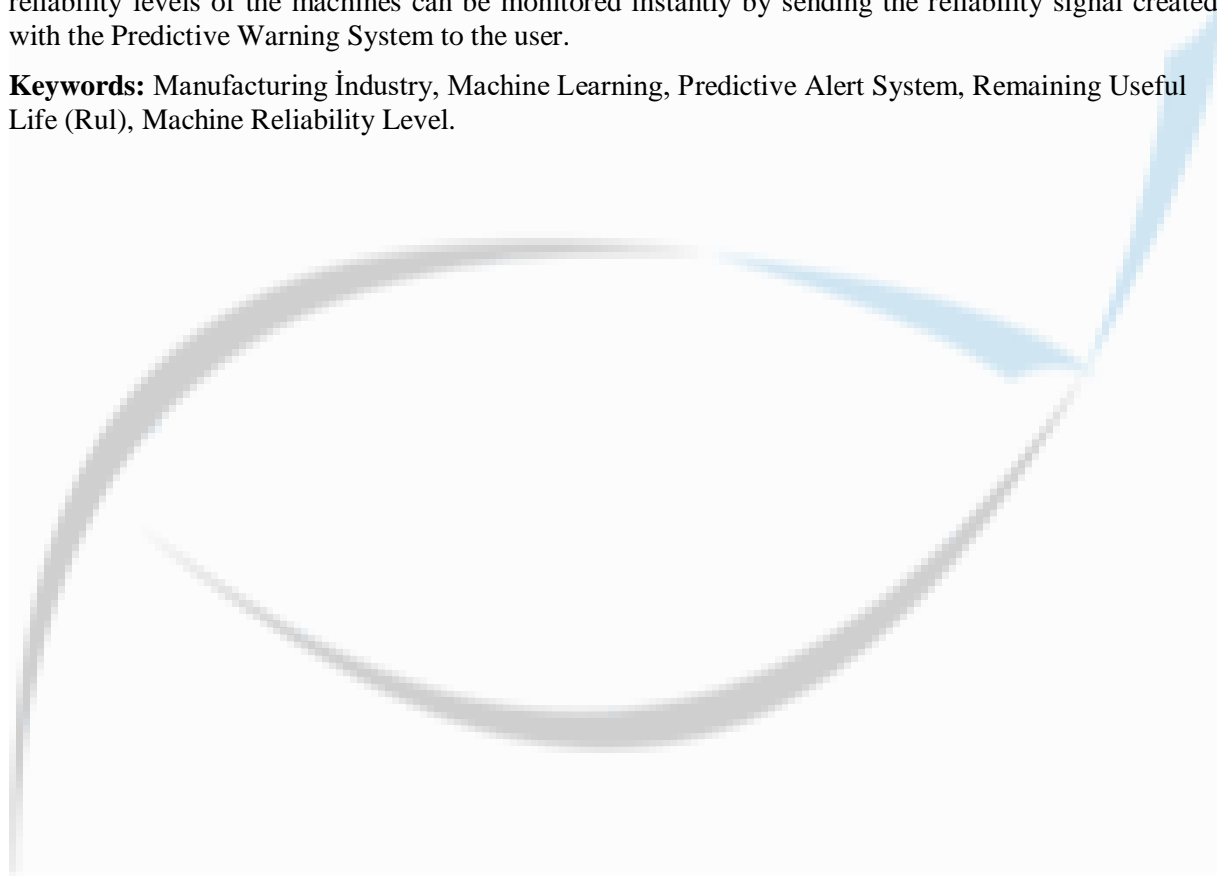 reliability levels of the machines can be monitored instantly by sending the reliability signal created
with the Predictive Warning System to the user.
Keywords: Manufacturing İndustry, Machine Learning, Predictive Alert System, Remaining Useful
Life (Rul), Machine Reliability Level.